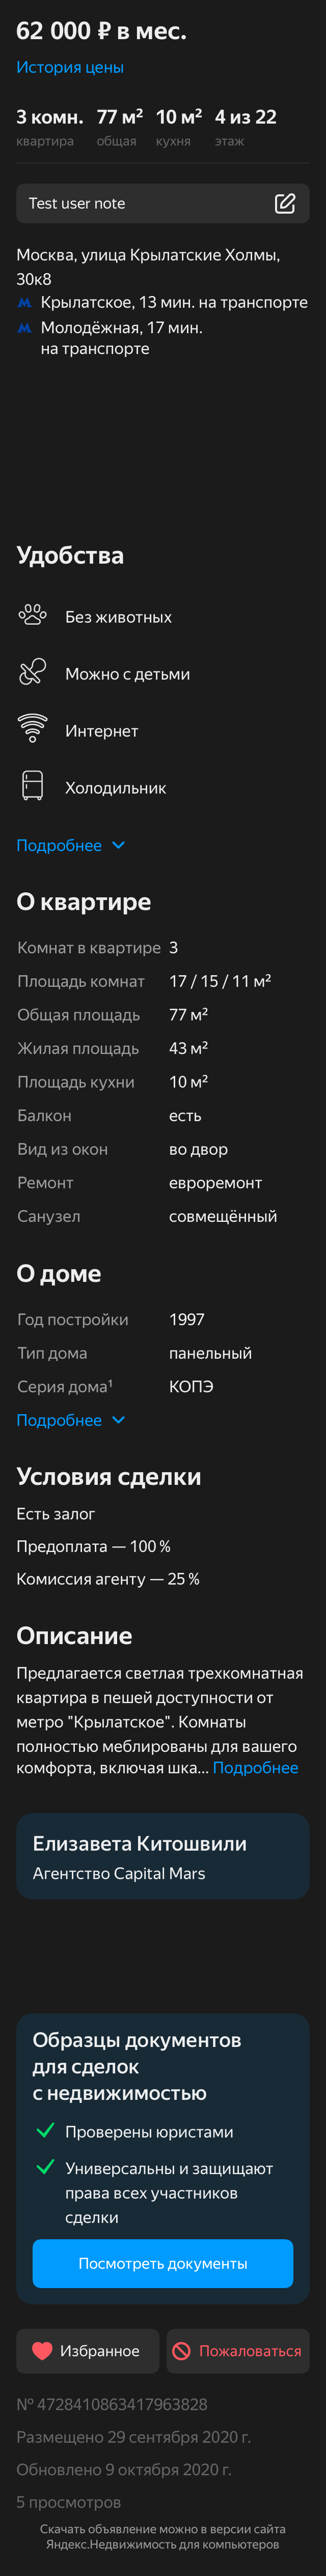 62 000 ₽ в мес.
История цены
3 комн. 77 м² 10 м² 4 из 22
квартира общая кухня этаж
Test user note
Москва, улица Крылатские Холмы,
30к8
Крылатское, 13 мин. на транспорте
Молодёжная, 17 мин.
на транспорте
Удобства
Без животных
Можно с детьми
Интернет
Холодильник
Подробнее
О квартире
Комнат в квартире 3
Площадь комнат 17 / 15 / 11 м²
Общая площадь 77 м²
Жилая площадь 43 м²
Площадь кухни 10 м²
Балкон есть
Вид из окон во двор
Ремонт евроремонт
Санузел совмещённый
О доме
Год постройки 1997
Тип дома панельный
Серия дома¹ КОПЭ
Подробнее
Условия сделки
Есть залог
Предоплата — 100 %
Комиссия агенту — 25 %
Описание
Предлагается светлая трехкомнатная
квартира в пешей доступности от
метро "Крылатское". Комнаты
полностью меблированы для вашего
комфорта, включая шка... Подробнее
Елизавета Китошвили
Агентство Capital Mars
Образцы документов
для сделок
с недвижимостью
Проверены юристами
Универсальны и защищают
права всех участников
сделки
Посмотреть документы
Избранное Пожаловаться
№ 4728410863417963828
Размещено 29 сентября 2020 г.
Обновлено 9 октября 2020 г.
5 просмотров
Скачать объявление можно в версии сайта
Яндекс.Недвижимость для компьютеров